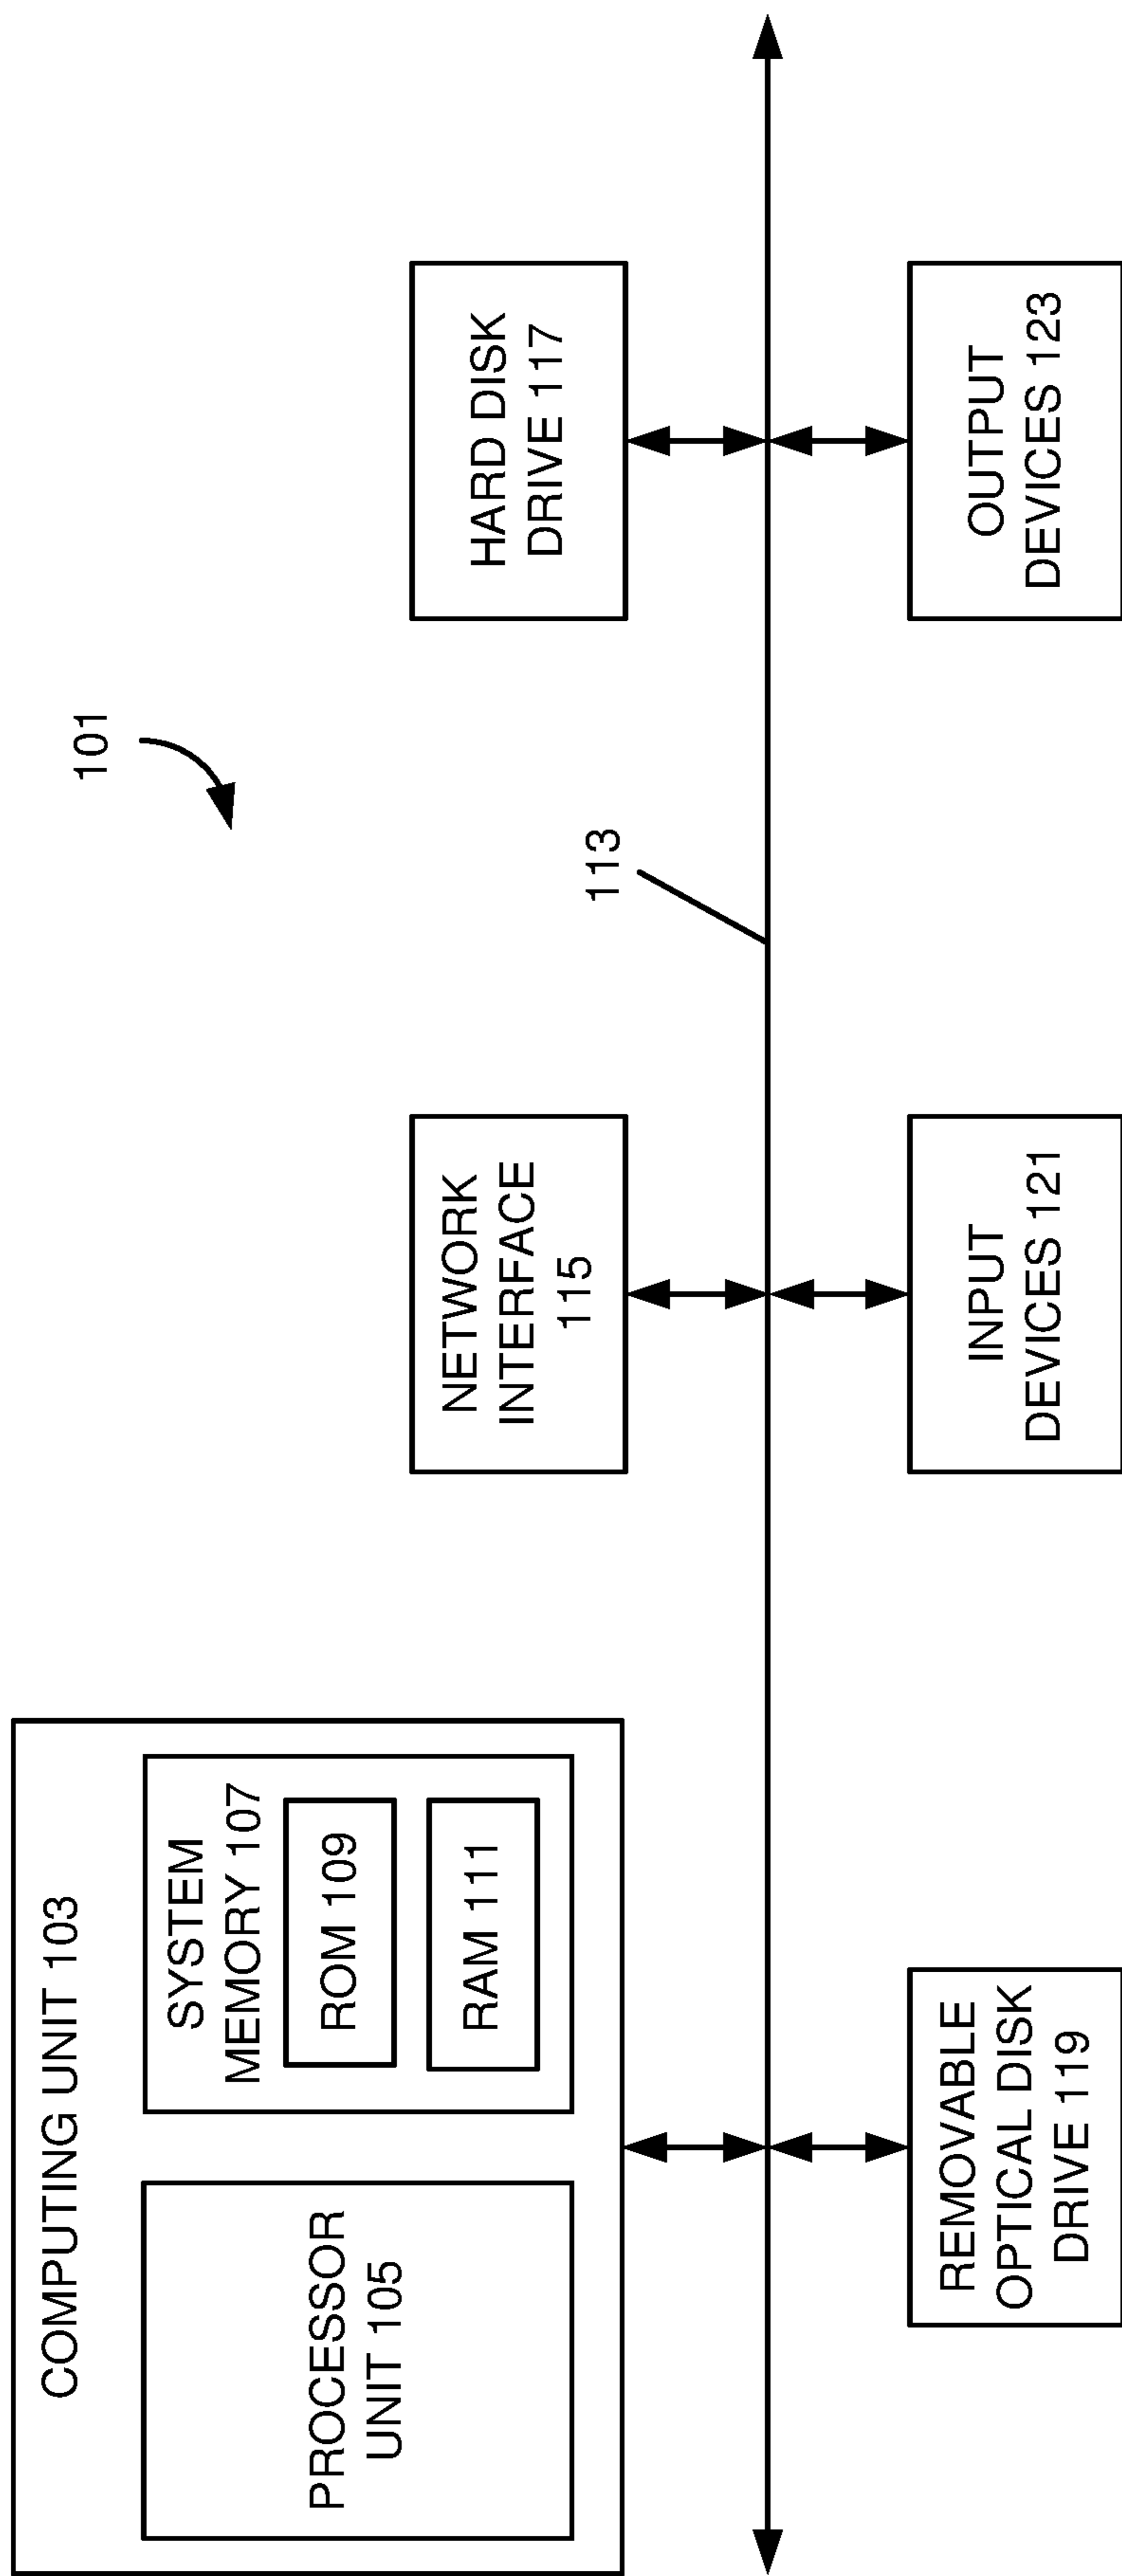 101
COMPUTING UNIT 103
PROCESSOR
UNIT 105
SYSTEM
MEMORY 107
ROM 109
RAM 111
NETWORK
INTERFACE
115
HARD DISK
DRIVE 117
113
REMOVABLE
OPTICAL DISK
DRIVE 119
INPUT
DEVICES 121
OUTPUT
DEVICES 123